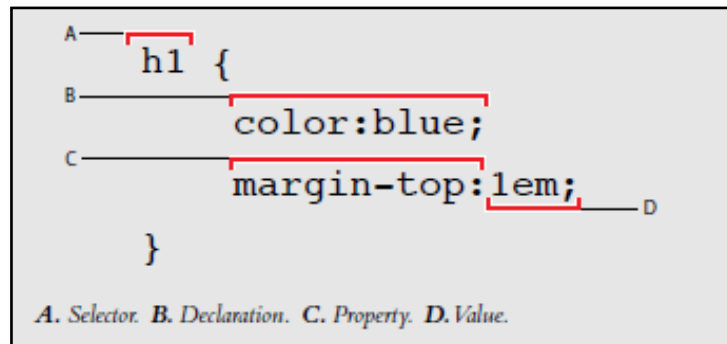 A
h1 {
B
color:blue;
C
margin-top:1em;
D
}
A. Selector. B. Declaration. C. Property. D. Value.